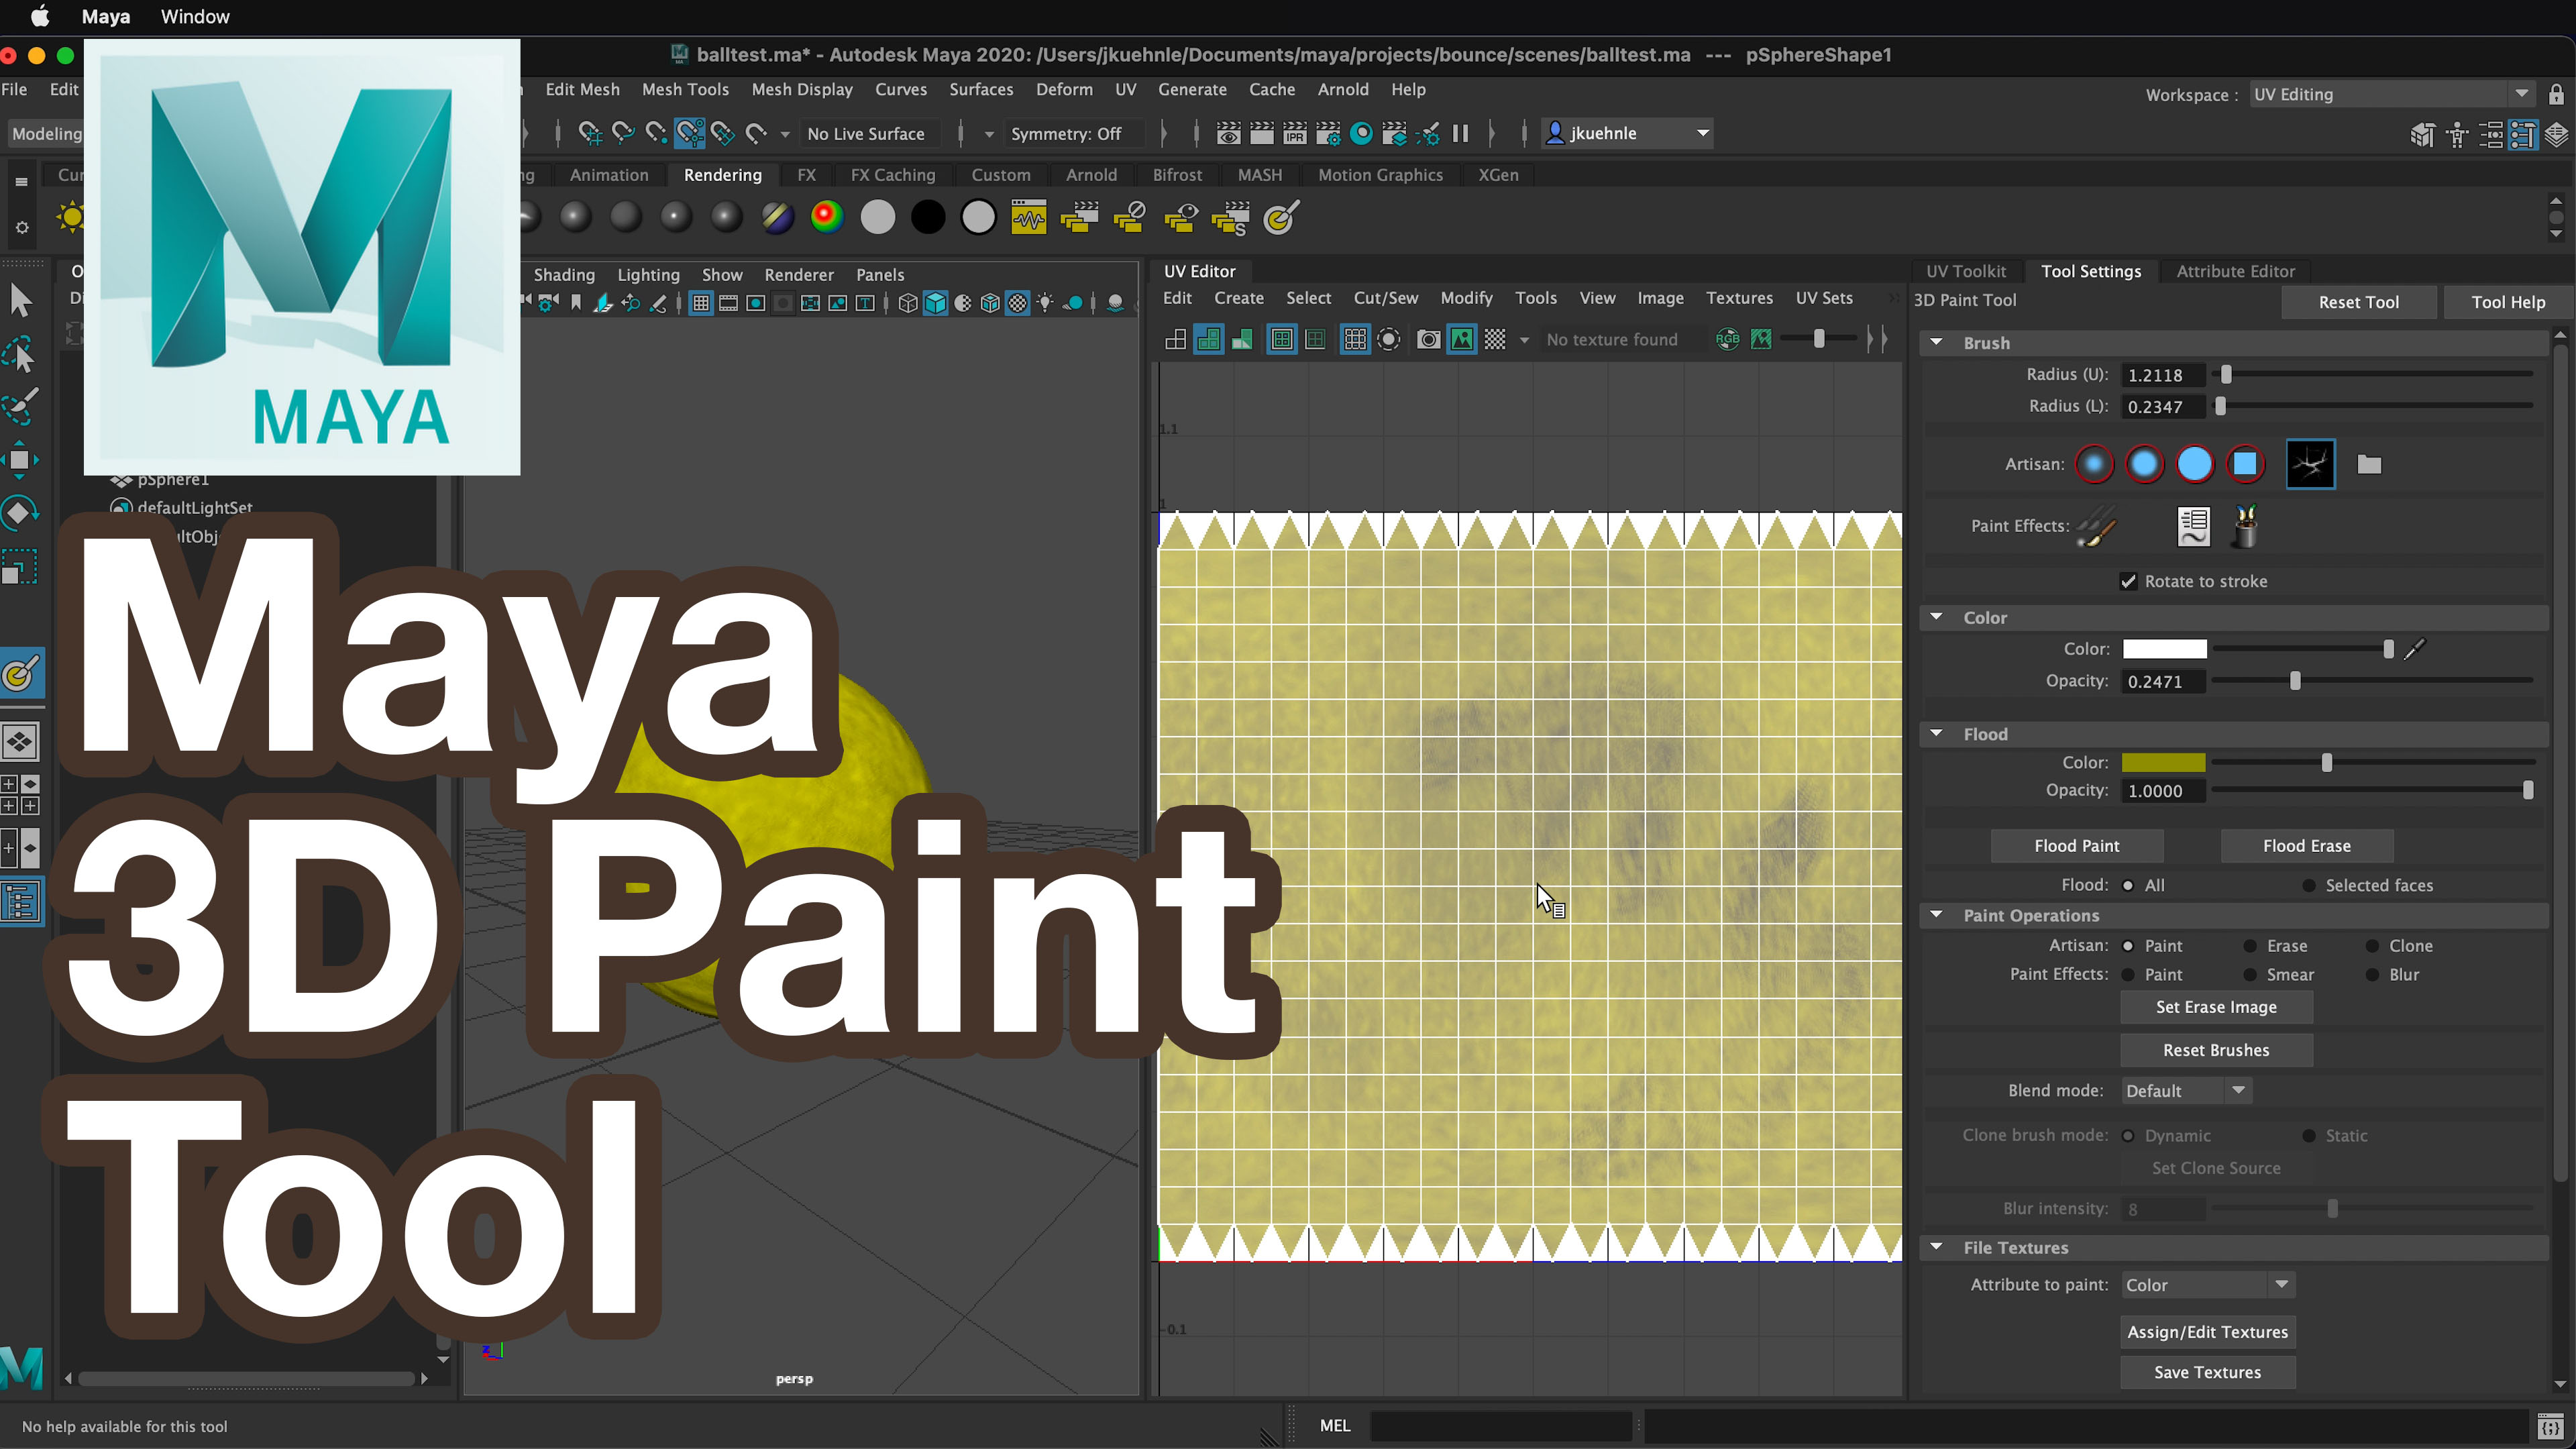 Maya Window
balltest.ma* - Autodesk Maya 2020: /Users/jkuehnle/Documents/maya/projects/bounce/scenes/balltest.ma --- pSphereShape1
File Edit Edit Mesh Mesh Tools Mesh Display Curves Surfaces Deform UV Generate Cache Arnold Help
Workspace : UV Editing
Modeling No Live Surface Symmetry: Off IPR jkuehnle
Animation Rendering FX FX Caching Custom Arnold Bifrost MASH Motion Graphics XGen
MAYA
Shading Lighting Show Renderer Panels
pSphere1
defaultLightSet
Maya
3D Paint
Tool
persp
UV Editor
Edit Create Select Cut/Sew Modify Tools View Image Textures UV Sets
No texture found RGB
1.1
1
-0.1
UV Toolkit Tool Settings Attribute Editor
3D Paint Tool Reset Tool Tool Help
Brush
Radius (U): 1.2118
Radius (L): 0.2347
Artisan:
Paint Effects:
Rotate to stroke
Color
Color:
Opacity: 0.2471
Flood
Color:
Opacity: 1.0000
Flood Paint Flood Erase
Flood: All Selected faces
Paint Operations
Artisan: Paint Erase Clone
Paint Effects: Paint Smear Blur
Set Erase Image
Reset Brushes
Blend mode: Default
Clone brush mode: Dynamic Static
Set Clone Source
Blur intensity: 8
File Textures
Attribute to paint: Color
Assign/Edit Textures
Save Textures
No help available for this tool
MEL